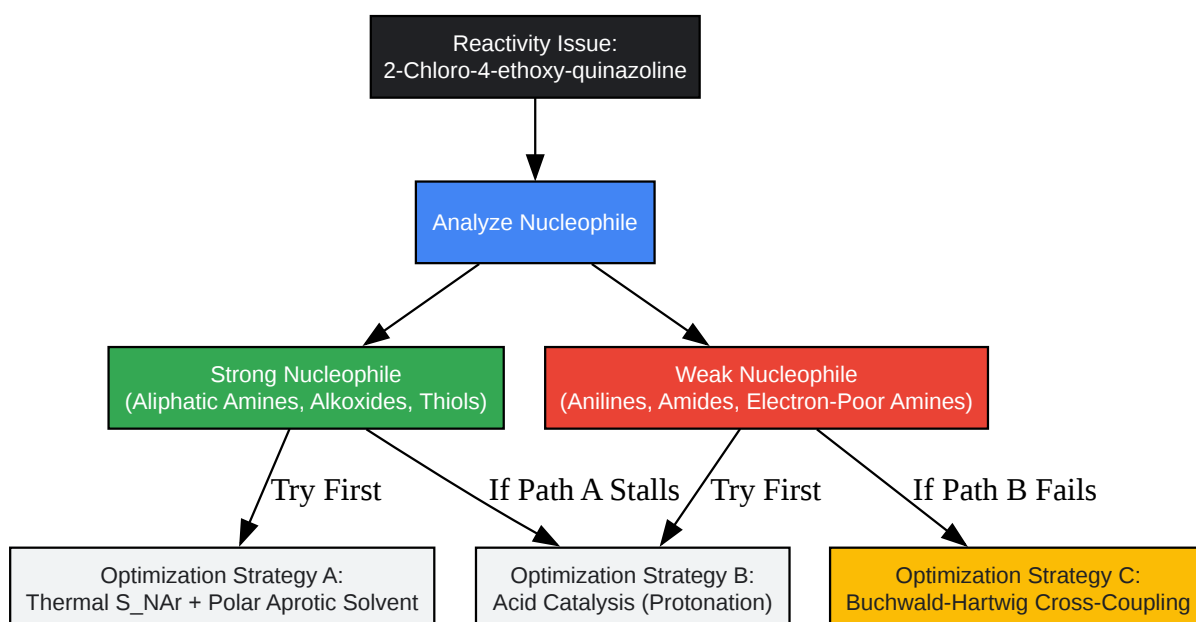 Reactivity Issue:
2-Chloro-4-ethoxy-quinazoline
Analyze Nucleophile
Strong Nucleophile
(Aliphatic Amines, Alkoxides, Thiols)
Weak Nucleophile
(Anilines, Amides, Electron-Poor Amines)
Try First
If Path A Stalls
Try First
If Path B Fails
Optimization Strategy A:
Thermal S_NAr + Polar Aprotic Solvent
Optimization Strategy B:
Acid Catalysis (Protonation)
Optimization Strategy C:
Buchwald-Hartwig Cross-Coupling